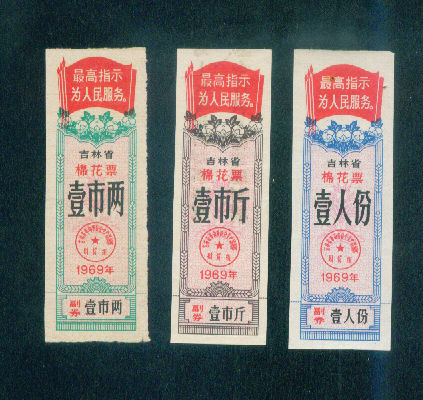 最高指示
为人民服务。
吉林省
棉花票
壹市两
1969年
副券 壹市两
最高指示
为人民服务。
吉林省
棉花票
壹市斤
1969年
副券 壹市斤
最高指示
为人民服务。
吉林省
棉花票
壹人份
1969年
副券 壹人份